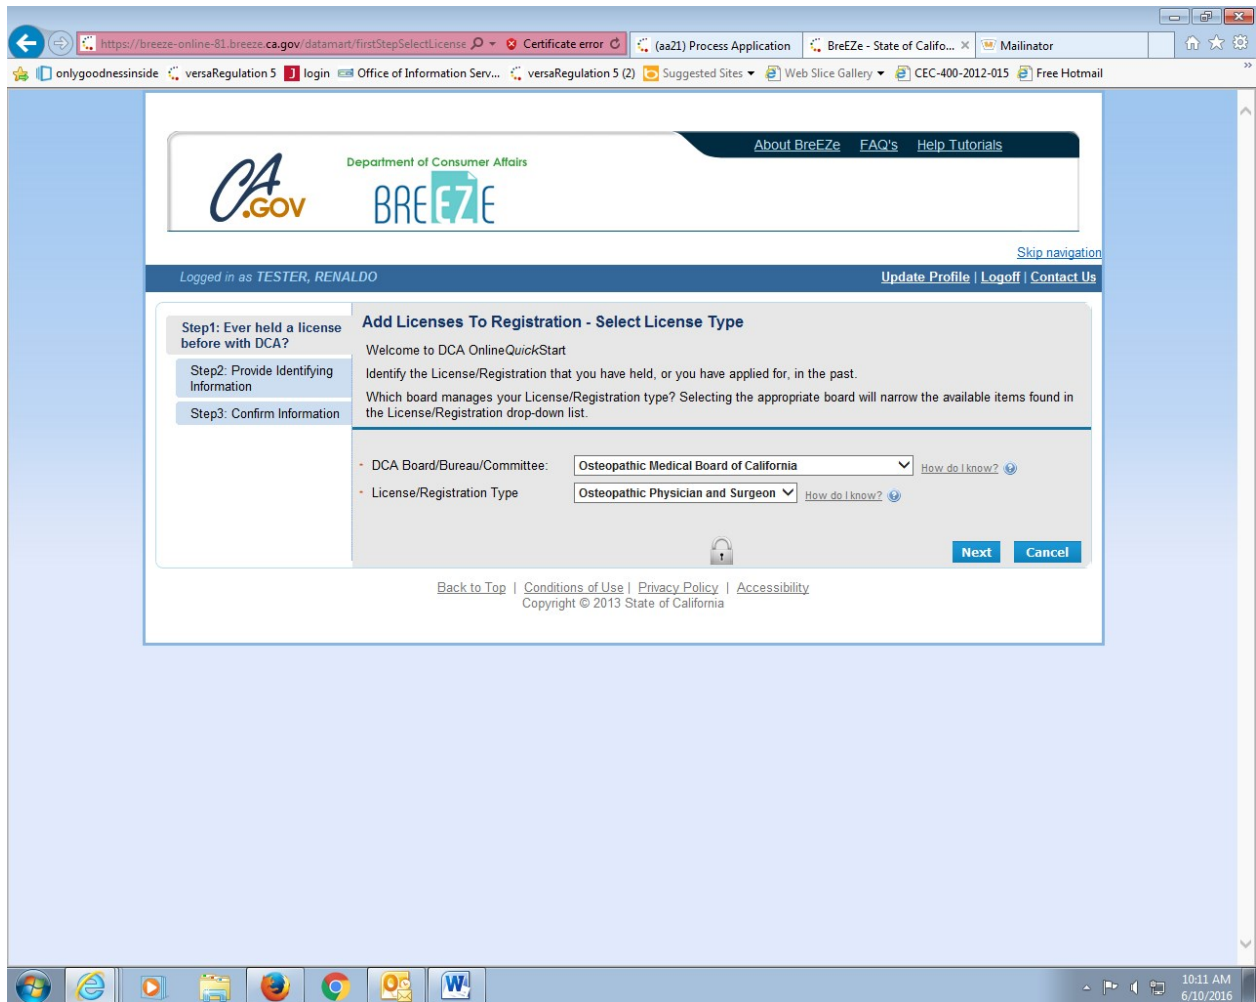 https://breeze-online-81.breeze.ca.gov/datamart/firstStepSelectLicense
Certificate error
(aa21) Process Application
BreEZe - State of Califo...
Mailinator
onlygoodnessinside
versaRegulation 5
login
Office of Information Serv...
versaRegulation 5 (2)
Suggested Sites
Web Slice Gallery
CEC-400-2012-015
Free Hotmail
About BreEZe FAQ's Help Tutorials
CA.GOV
Department of Consumer Affairs
BREEZE
Skip navigation
Logged in as TESTER, RENALDO
Update Profile | Logoff | Contact Us
Step1: Ever held a license
before with DCA?
Step2: Provide Identifying
Information
Step3: Confirm Information
Add Licenses To Registration - Select License Type
Welcome to DCA OnlineQuickStart
Identify the License/Registration that you have held, or you have applied for, in the past.
Which board manages your License/Registration type? Selecting the appropriate board will narrow the available items found in
the License/Registration drop-down list.
- DCA Board/Bureau/Committee: Osteopathic Medical Board of California How do I know?
- License/Registration Type Osteopathic Physician and Surgeon How do I know?
Next Cancel
Back to Top | Conditions of Use | Privacy Policy | Accessibility
Copyright © 2013 State of California
10:11 AM
6/10/2016